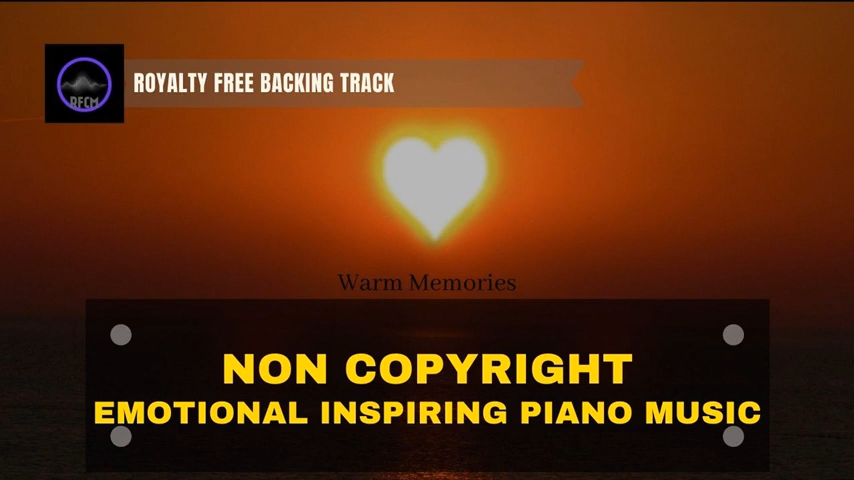 RFCM
ROYALTY FREE BACKING TRACK
Warm Memories
NON COPYRIGHT
EMOTIONAL INSPIRING PIANO MUSIC